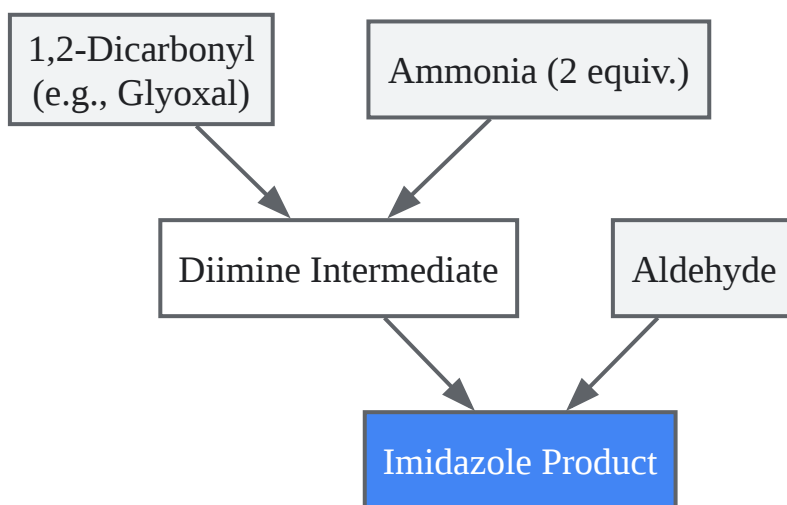 1,2-Dicarbonyl
(e.g., Glyoxal)
Ammonia (2 equiv.)
Diimine Intermediate
Aldehyde
Imidazole Product